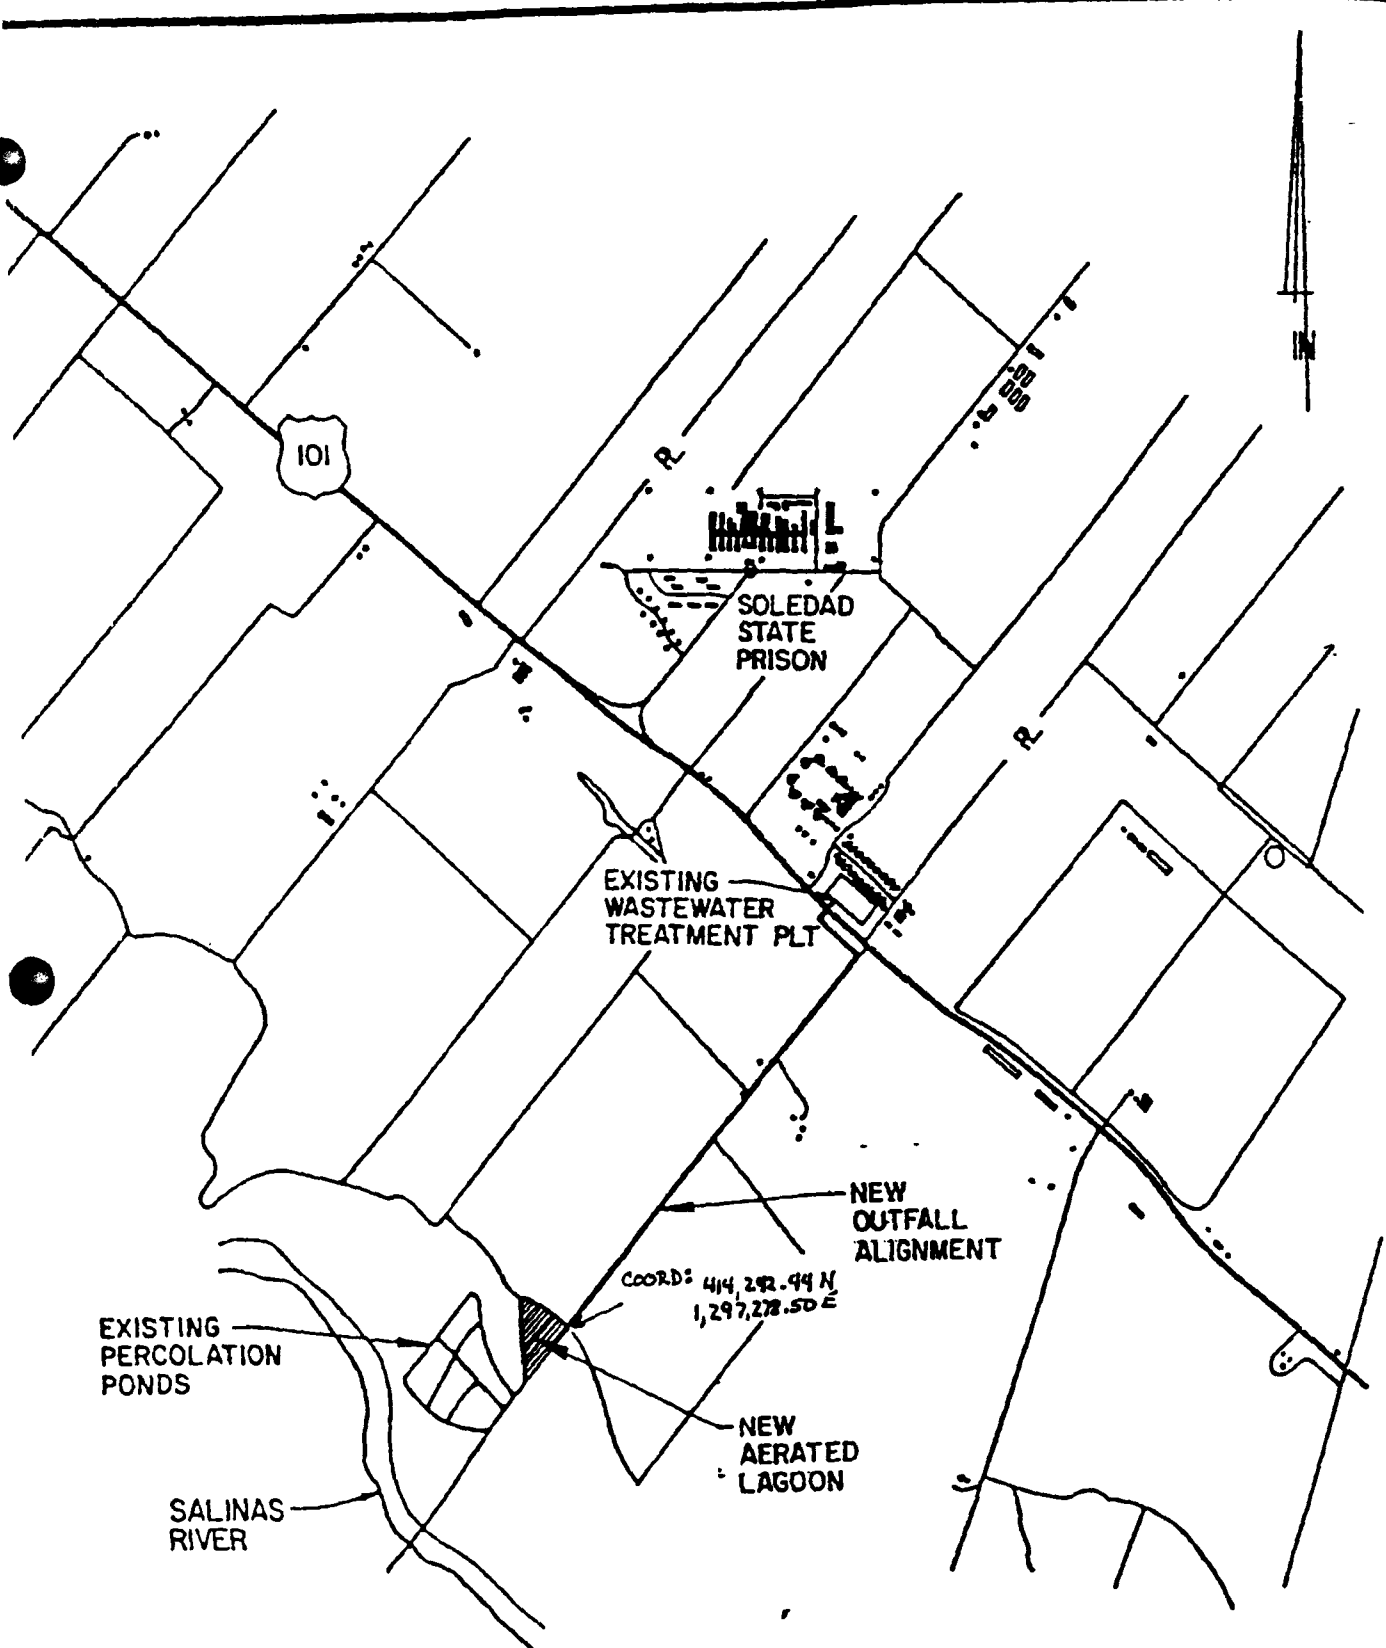 N
101
R
SOLEDAD
STATE
PRISON
R
EXISTING
WASTEWATER
TREATMENT PLT
NEW
OUTFALL
ALIGNMENT
COORD: 414,292.44 N
1,297,278.50 E
EXISTING
PERCOLATION
PONDS
NEW
AERATED
LAGOON
SALINAS
RIVER